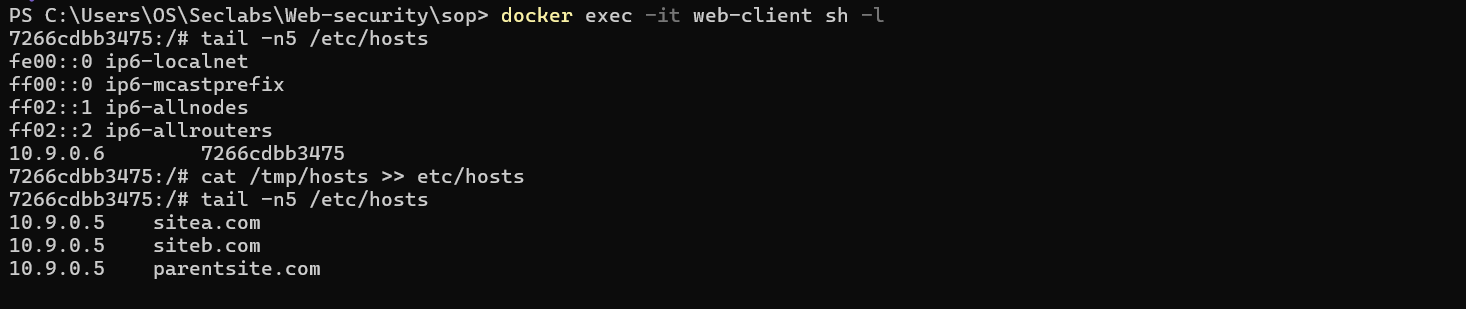 PS C:\Users\OS\Seclabs\Web-security\sop> docker exec -it web-client sh -l
7266cdbb3475:/# tail -n5 /etc/hosts
fe00::0 ip6-localnet
ff00::0 ip6-mcastprefix
ff02::1 ip6-allnodes
ff02::2 ip6-allrouters
10.9.0.6        7266cdbb3475
7266cdbb3475:/# cat /tmp/hosts >> etc/hosts
7266cdbb3475:/# tail -n5 /etc/hosts
10.9.0.5    sitea.com
10.9.0.5    siteb.com
10.9.0.5    parentsite.com